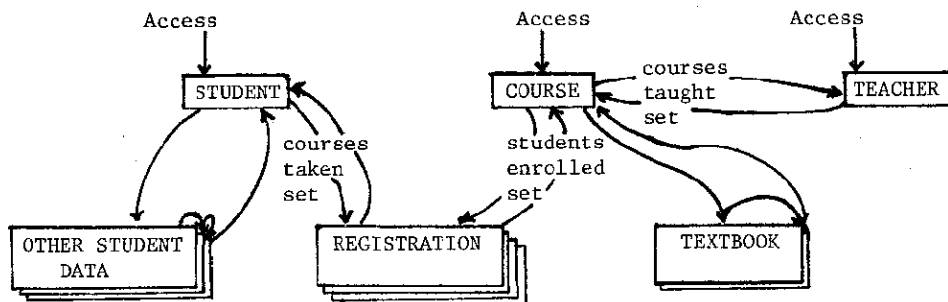 Access
Access
Access
STUDENT
COURSE
TEACHER
courses
taught
set
courses
taken
set
students
enrolled
set
OTHER STUDENT
DATA
REGISTRATION
TEXTBOOK